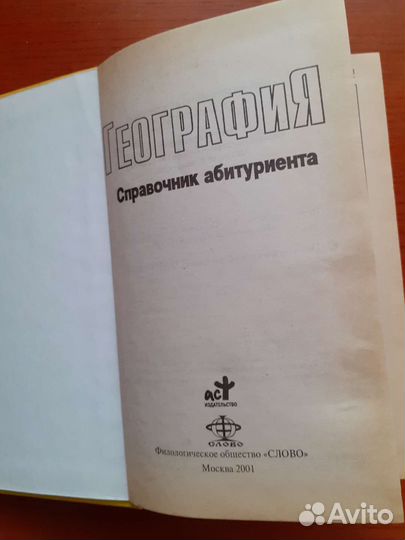 ГЕОГРАФИЯ
Справочник абитуриента
аст
ИЗДАТЕЛЬСТВО
СЛОВО
Филологическое общество «СЛОВО»
Москва 2001
Avito